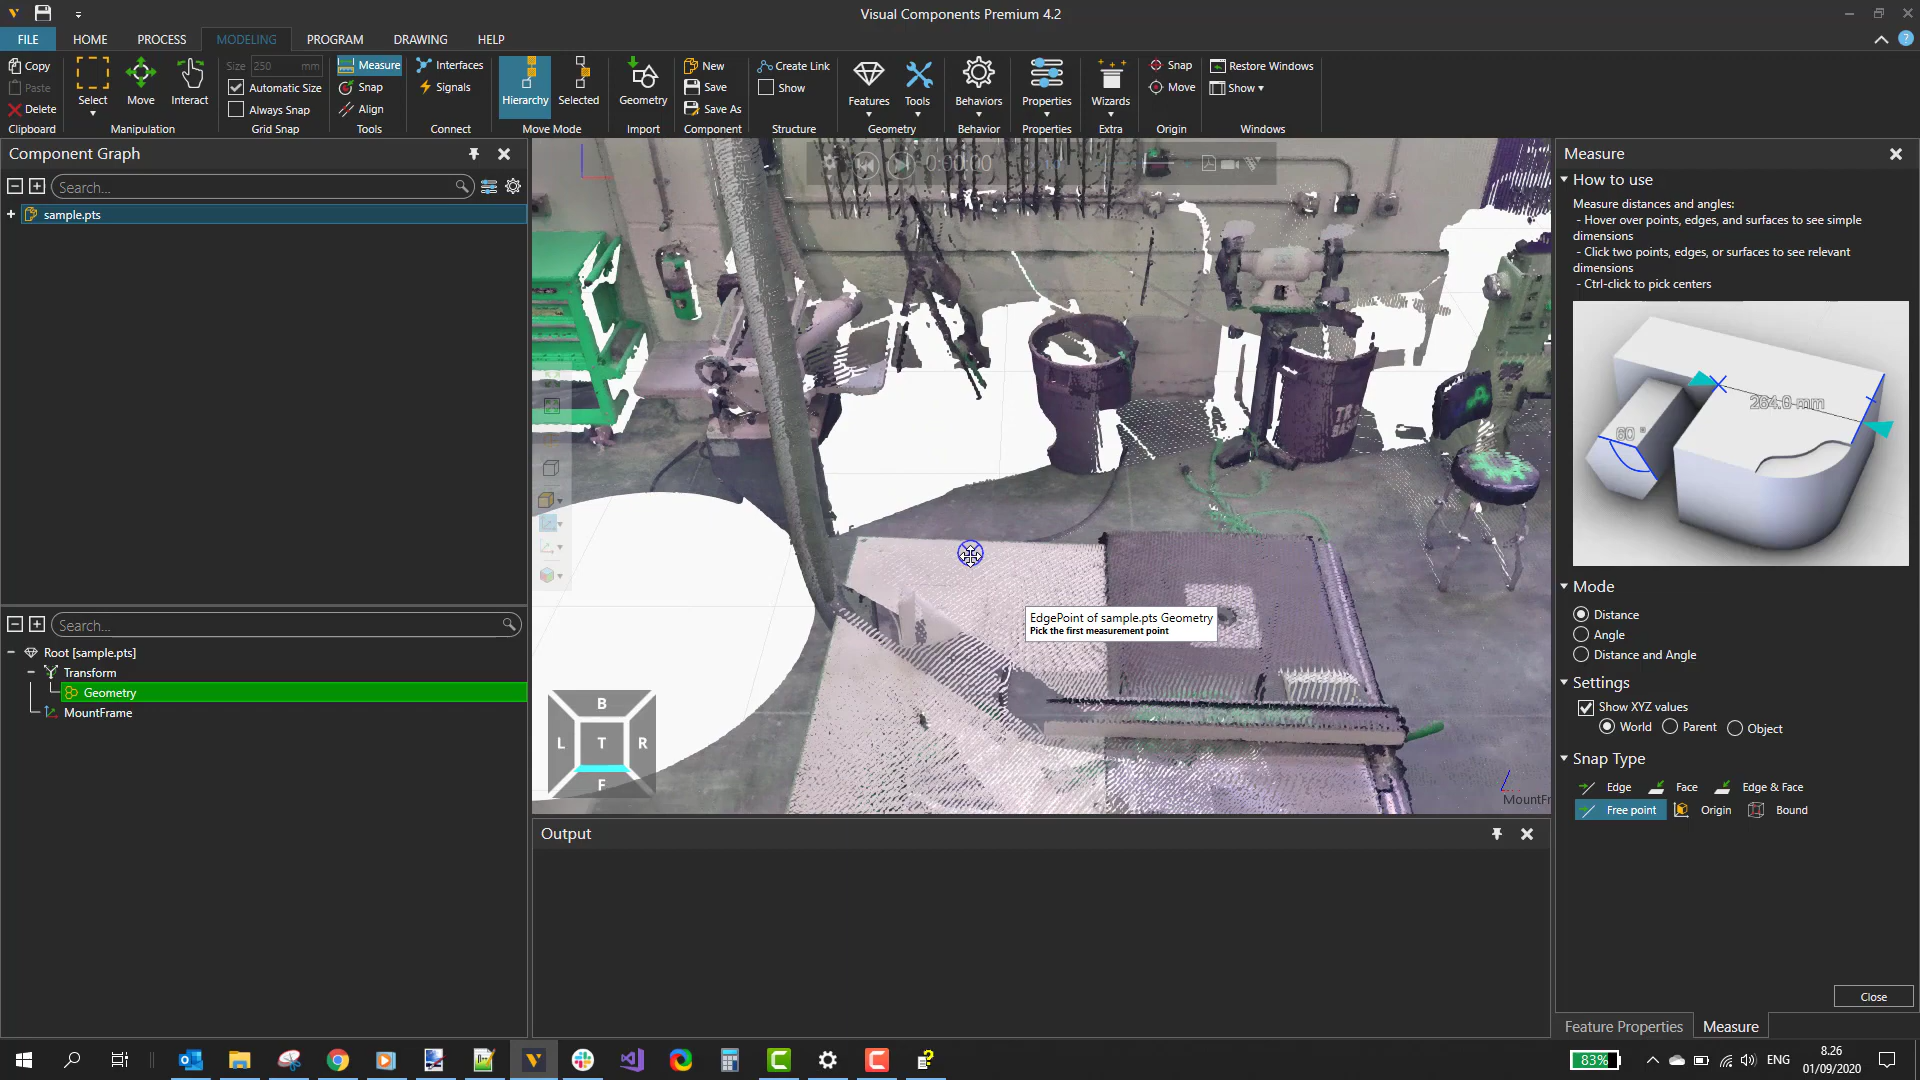 Visual Components Premium 4.2
FILE HOME PROCESS MODELING PROGRAM DRAWING HELP
Copy
Paste
Delete
Clipboard
Select
Move
Interact
Manipulation
Size 250 mm
Automatic Size
Always Snap
Grid Snap
Measure
Snap
Align
Tools
Interfaces
Signals
Connect
Hierarchy
Selected
Move Mode
Geometry
Import
New
Save
Save As
Component
Create Link
Show
Structure
Features
Tools
Geometry
Behaviors
Behavior
Properties
Properties
Wizards
Extra
Snap
Move
Origin
Restore Windows
Show
Windows
Component Graph
Search...
sample.pts
Search...
Root [sample.pts]
Transform
Geometry
MountFrame
0:00:00
EdgePoint of sample.pts Geometry
Pick the first measurement point
B
L T R
F
Output
Measure
How to use
Measure distances and angles:
- Hover over points, edges, and surfaces to see simple
dimensions
- Click two points, edges, or surfaces to see relevant
dimensions
- Ctrl-click to pick centers
264.0 mm
60 °
Mode
Distance
Angle
Distance and Angle
Settings
Show XYZ values
World Parent Object
Snap Type
Edge Face Edge & Face
Free point Origin Bound
Close
Feature Properties Measure
83%
ENG
8.26
01/09/2020